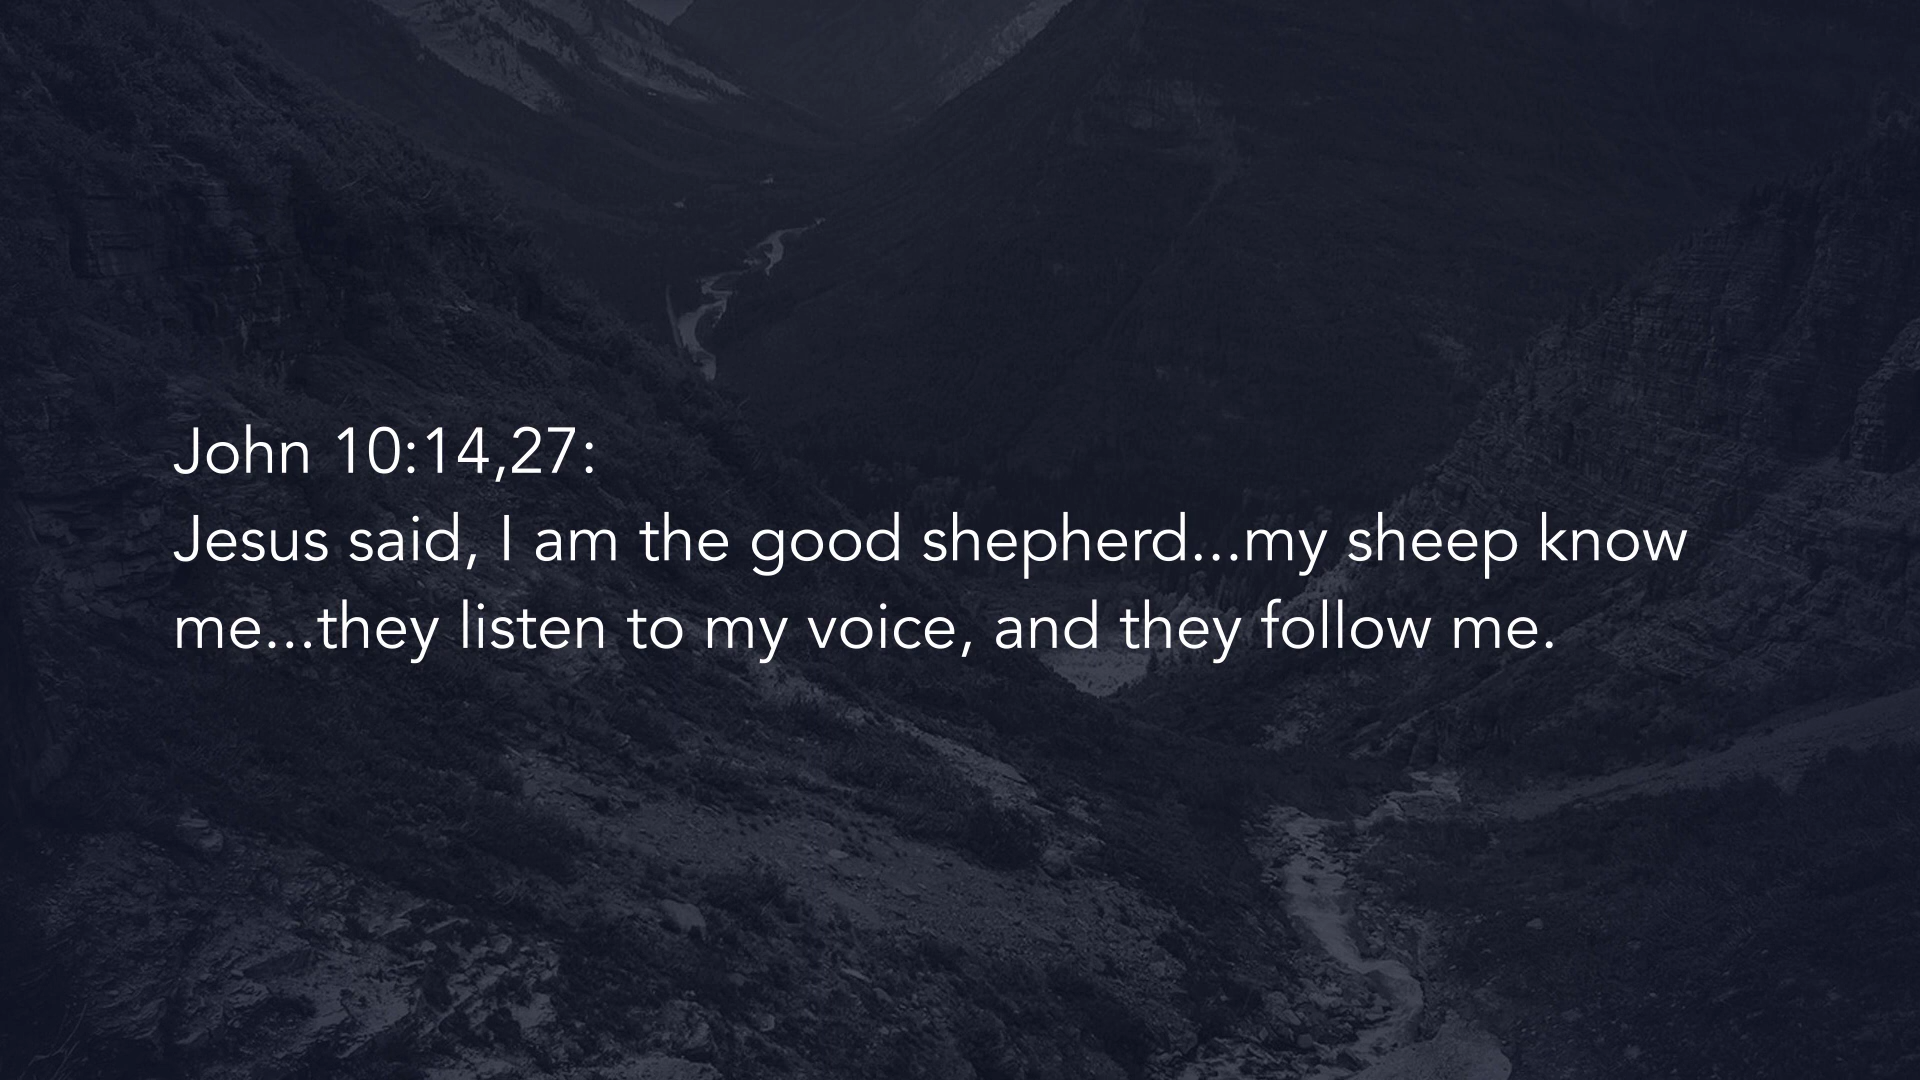 John 10:14,27:
Jesus said, I am the good shepherd...my sheep know
me...they listen to my voice, and they follow me.